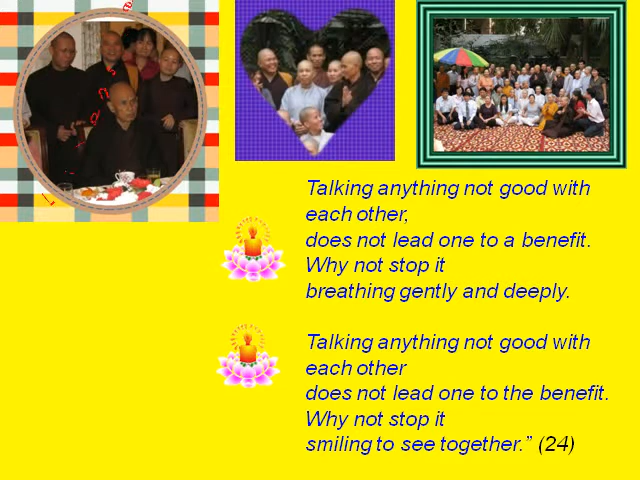 Talking anything not good with
each other,
does not lead one to a benefit.
Why not stop it
breathing gently and deeply.
Talking anything not good with
each other
does not lead one to the benefit.
Why not stop it
smiling to see together.” (24)